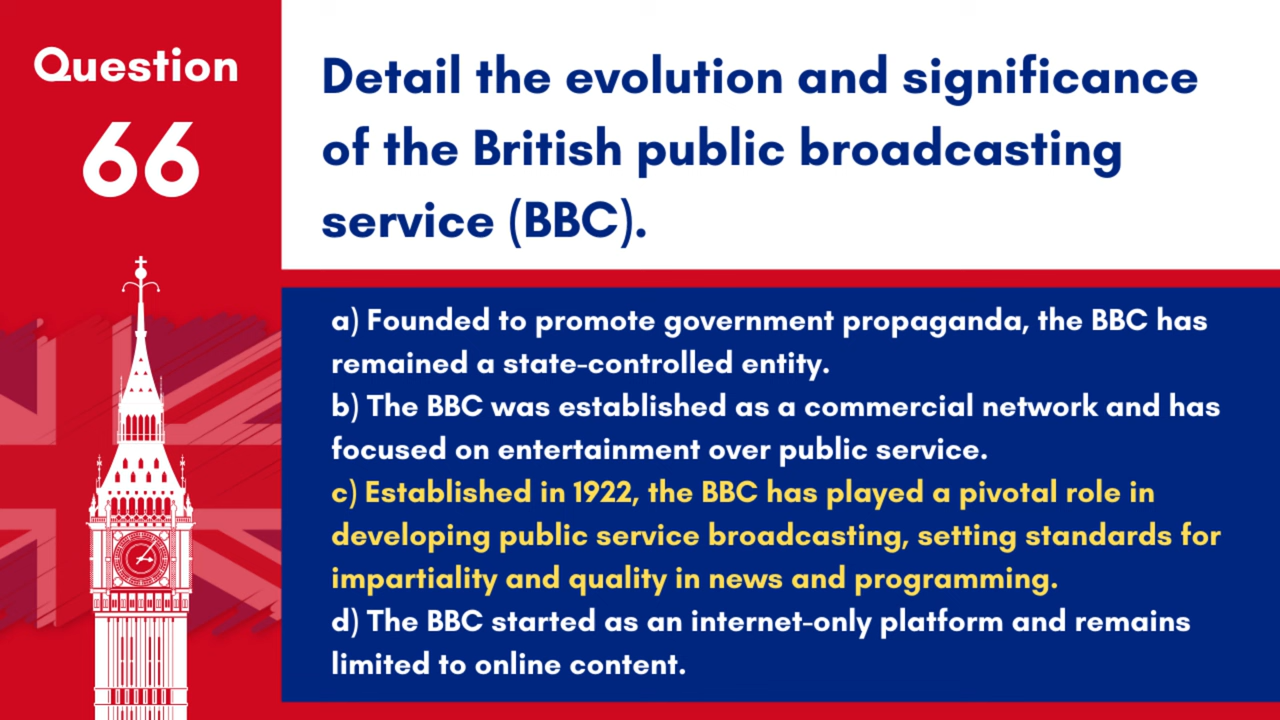 Question
66
Detail the evolution and significance
of the British public broadcasting
service (BBC).
a) Founded to promote government propaganda, the BBC has
remained a state-controlled entity.
b) The BBC was established as a commercial network and has
focused on entertainment over public service.
c) Established in 1922, the BBC has played a pivotal role in
developing public service broadcasting, setting standards for
impartiality and quality in news and programming.
d) The BBC started as an internet-only platform and remains
limited to online content.